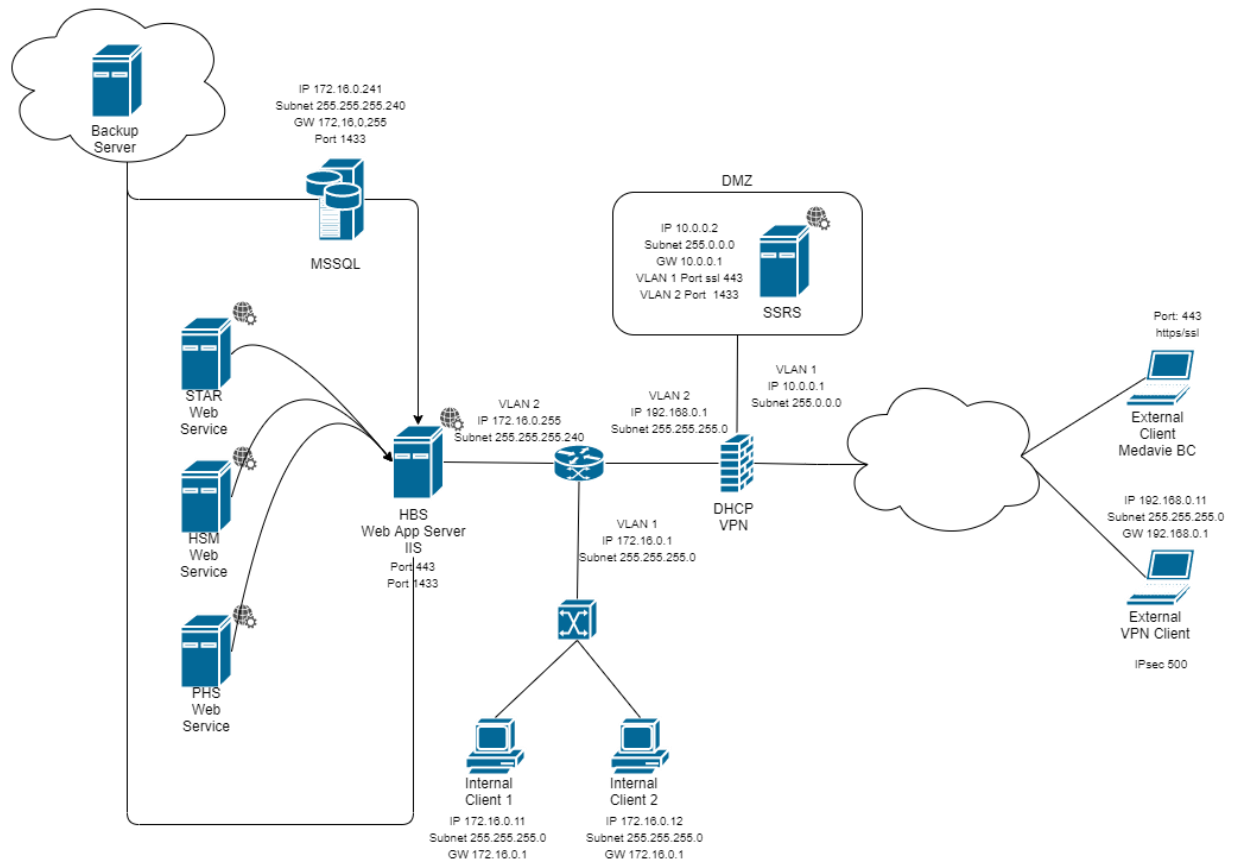 Backup
Server
IP 172.16.0.241
Subnet 255.255.255.240
GW 172,16,0,255
Port 1433
MSSQL
DMZ
IP 10.0.0.2
Subnet 255.0.0.0
GW 10.0.0.1
VLAN 1 Port ssl 443
VLAN 2 Port 1433
SSRS
STAR
Web
Service
HSM
Web
Service
PHS
Web
Service
HBS
Web App Server
IIS
Port 443
Port 1433
VLAN 2
IP 172.16.0.255
Subnet 255.255.255.240
VLAN 2
IP 192.168.0.1
Subnet 255.255.255.0
VLAN 1
IP 10.0.0.1
Subnet 255.0.0.0
DHCP
VPN
VLAN 1
IP 172.16.0.1
Subnet 255.255.255.0
Port: 443
https/ssl
External
Client
Medavie BC
IP 192.168.0.11
Subnet 255.255.255.0
GW 192.168.0.1
External
VPN Client
IPsec 500
Internal
Client 1
IP 172.16.0.11
Subnet 255.255.255.0
GW 172.16.0.1
Internal
Client 2
IP 172.16.0.12
Subnet 255.255.255.0
GW 172.16.0.1